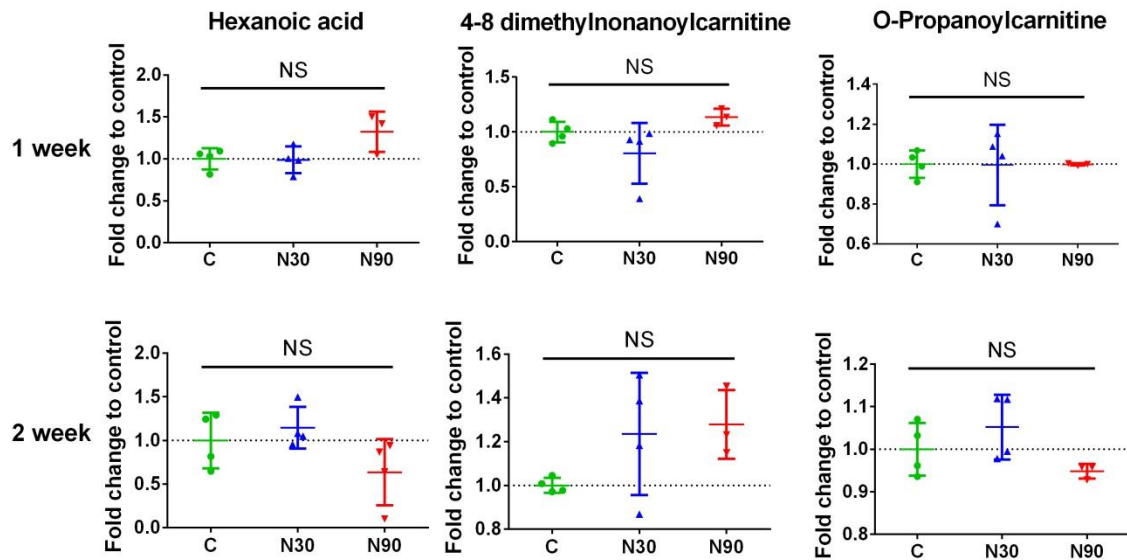 Hexanoic acid
4-8 dimethylnonanoylcarnitine
O-Propanoylcarnitine
1 week
Fold change to control
2.0
1.5
1.0
0.5
0.0
NS
C N30 N90
Fold change to control
1.5
1.0
0.5
0.0
NS
C N30 N90
Fold change to control
1.4
1.2
1.0
0.8
0.6
NS
C N30 N90
2 week
Fold change to control
2.0
1.5
1.0
0.5
0.0
NS
C N30 N90
Fold change to control
1.6
1.4
1.2
1.0
0.8
NS
C N30 N90
Fold change to control
1.2
1.1
1.0
0.9
0.8
NS
C N30 N90